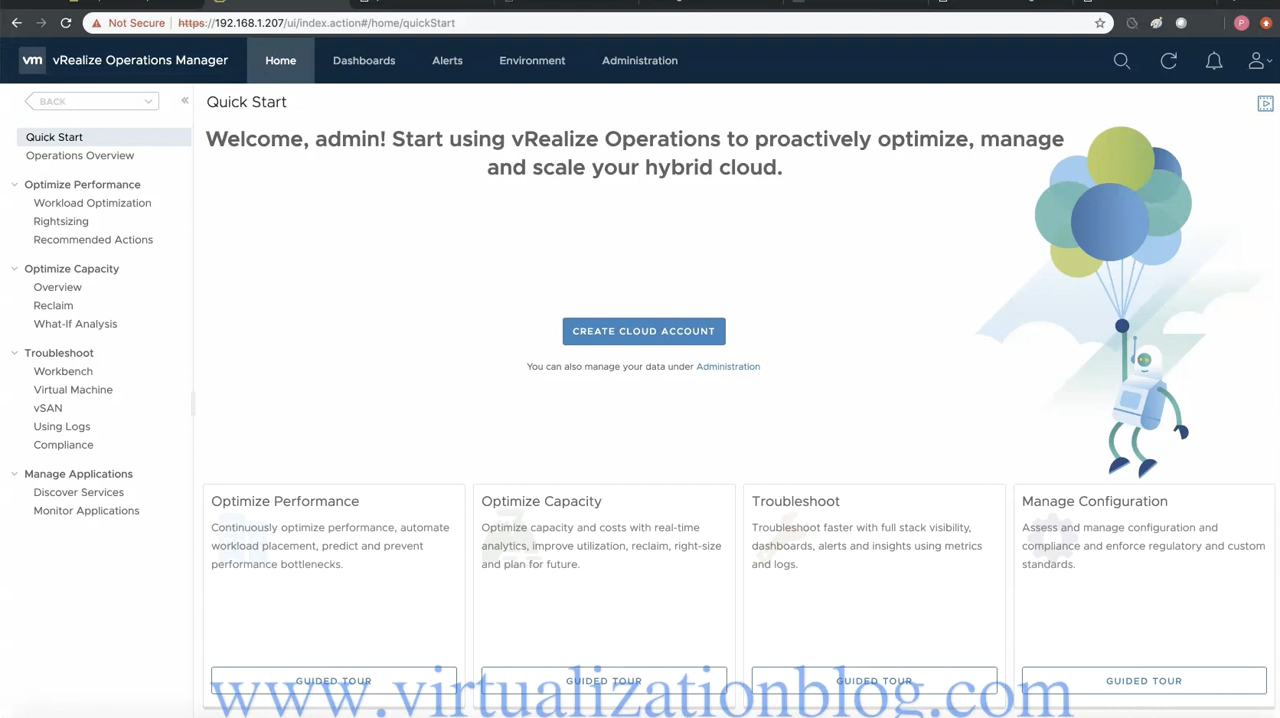 Not Secure https://192.168.1.207/ui/index.action#/home/quickStart P
vm vRealize Operations Manager Home Dashboards Alerts Environment Administration
BACK
Quick Start
Operations Overview
Optimize Performance
Workload Optimization
Rightsizing
Recommended Actions
Optimize Capacity
Overview
Reclaim
What-If Analysis
Troubleshoot
Workbench
Virtual Machine
vSAN
Using Logs
Compliance
Manage Applications
Discover Services
Monitor Applications
Quick Start
Welcome, admin! Start using vRealize Operations to proactively optimize, manage
and scale your hybrid cloud.
CREATE CLOUD ACCOUNT
You can also manage your data under Administration
Optimize Performance
Continuously optimize performance, automate
workload placement, predict and prevent
performance bottlenecks.
GUIDED TOUR
Optimize Capacity
Optimize capacity and costs with real-time
analytics, improve utilization, reclaim, right-size
and plan for future.
GUIDED TOUR
Troubleshoot
Troubleshoot faster with full stack visibility,
dashboards, alerts and insights using metrics
and logs.
GUIDED TOUR
Manage Configuration
Assess and manage configuration and
compliance and enforce regulatory and custom
standards.
GUIDED TOUR
www.virtualizationblog.com